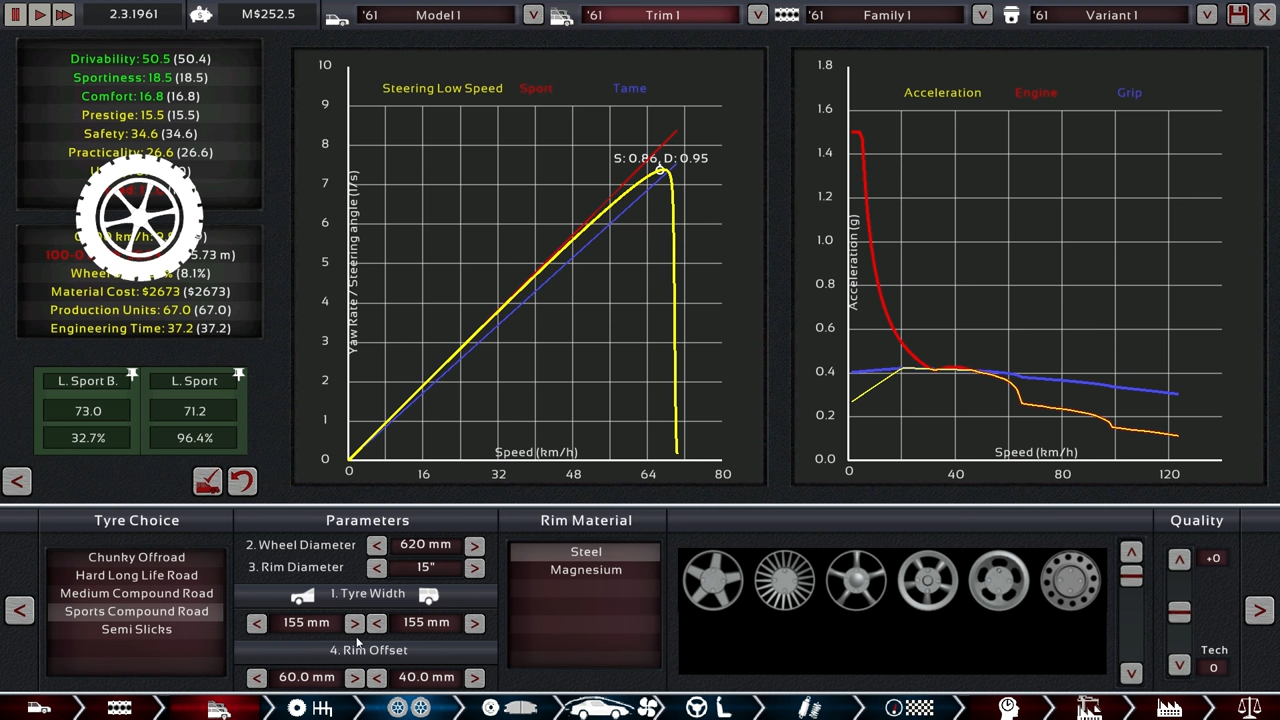 2.3.1961 M$252.5 '61 Model 1 '61 Trim 1 '61 Family 1 '61 Variant 1
Drivability: 50.5 (50.4)
Sportiness: 18.5 (18.5)
Comfort: 16.8 (16.8)
Prestige: 15.5 (15.5)
Safety: 34.6 (34.6)
Practicality: 26.6 (26.6)
5.73 m)
Wheel (8.1%)
Material Cost: $2673 ($2673)
Production Units: 67.0 (67.0)
Engineering Time: 37.2 (37.2)
L. Sport B. L. Sport
73.0 71.2
32.7% 96.4%
Steering Low Speed Sport Tame
S: 0.86, D: 0.95
Yaw Rate / Steering angle (1/s)
10
9
8
7
6
5
4
3
2
1
0
0 16 32 48 64 80
Speed (km/h)
Acceleration Engine Grip
Acceleration (g)
1.8
1.6
1.4
1.2
1.0
0.8
0.6
0.4
0.2
0.0
0 40 80 120
Speed (km/h)
Tyre Choice
Chunky Offroad
Hard Long Life Road
Medium Compound Road
Sports Compound Road
Semi Slicks
Parameters
2. Wheel Diameter < 620 mm >
3. Rim Diameter < 15" >
1. Tyre Width
< 155 mm > < 155 mm >
4. Rim Offset
< 60.0 mm > < 40.0 mm >
Rim Material
Steel
Magnesium
Quality
+0
Tech
0